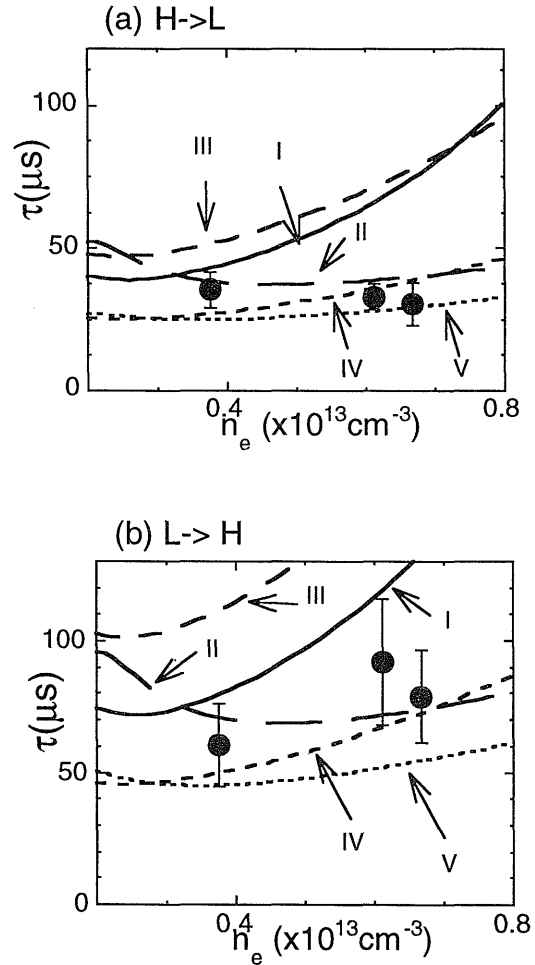 (a) H->L
100
III
I
τ(μs)
50
II
IV
V
0
0.4
0.8
n_e (x10^13cm^-3)
(b) L-> H
III
100
II
I
τ(μs)
50
IV
V
0
0.4
0.8
n_e (x10^13cm^-3)